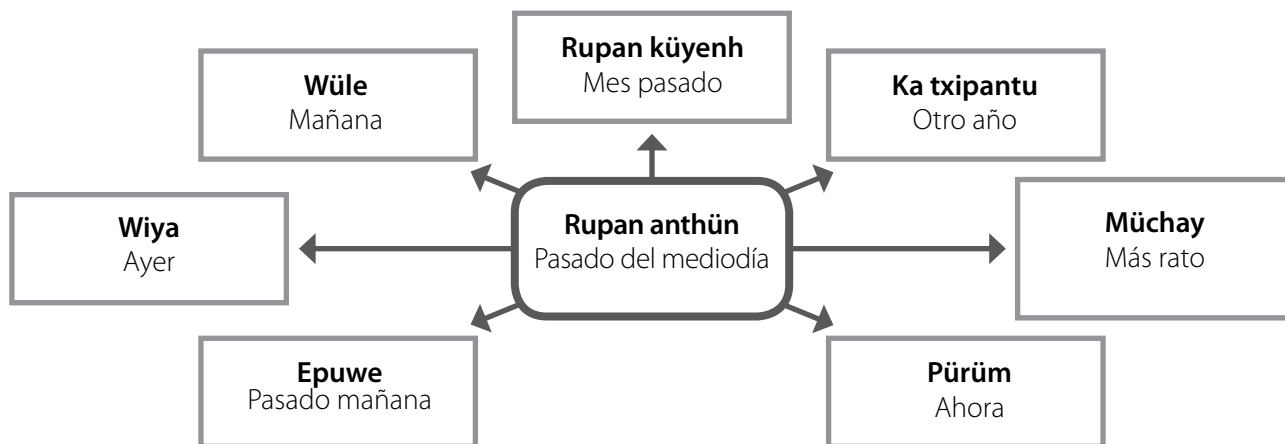 Rupan küyenh
Mes pasado
Wüle
Mañana
Ka txipantu
Otro año
Wiya
Ayer
Rupan anthün
Pasado del mediodía
Müchay
Más rato
Epuwe
Pasado mañana
Pürüm
Ahora